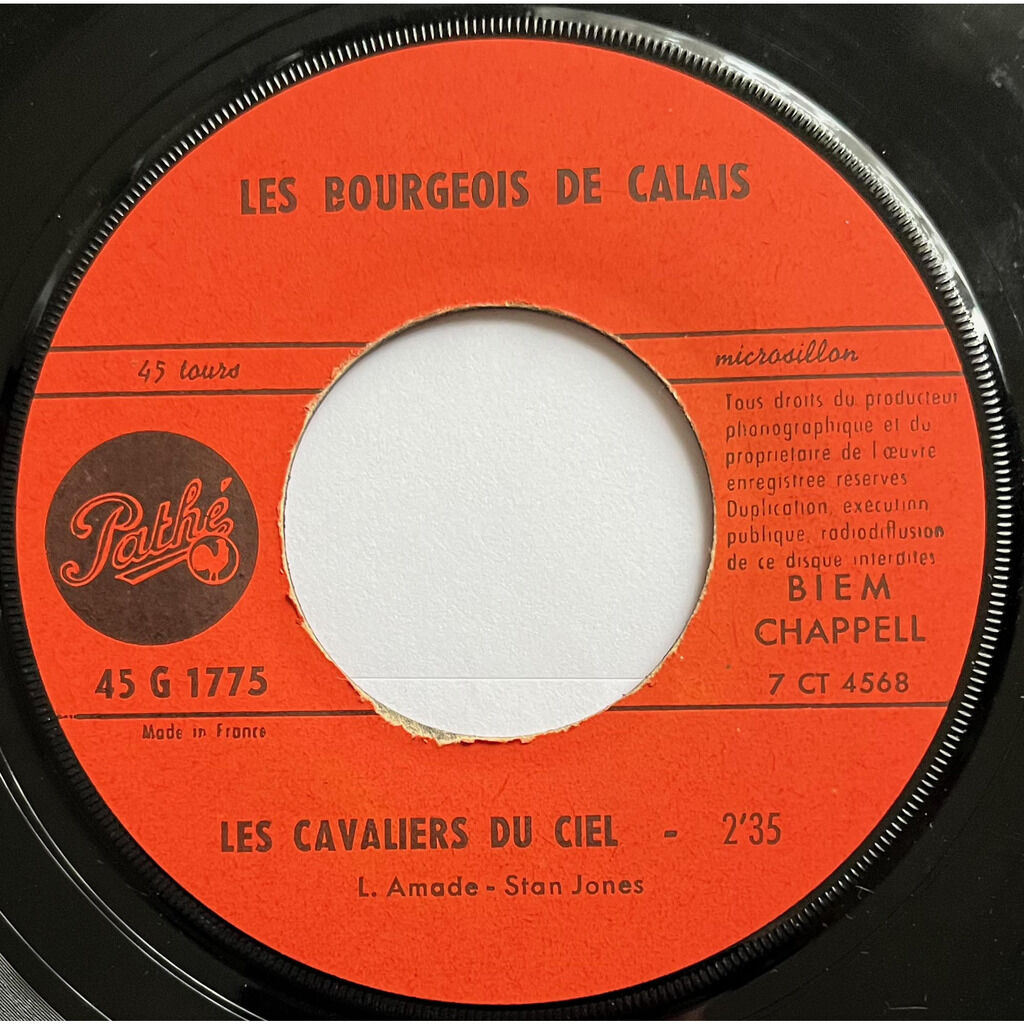 LES BOURGEOIS DE CALAIS
45 tours
microsillon
Tous droits du producteur
phonographique et du
proprietaire de l'œuvre
enregistree reserves
Duplication, execution
publique, radiodiffusion
de ce disque interdites
Pathé
BIEM
CHAPPELL
45 G 1775
7 CT 4568
Made in France
LES CAVALIERS DU CIEL - 2'35
L. Amade - Stan Jones